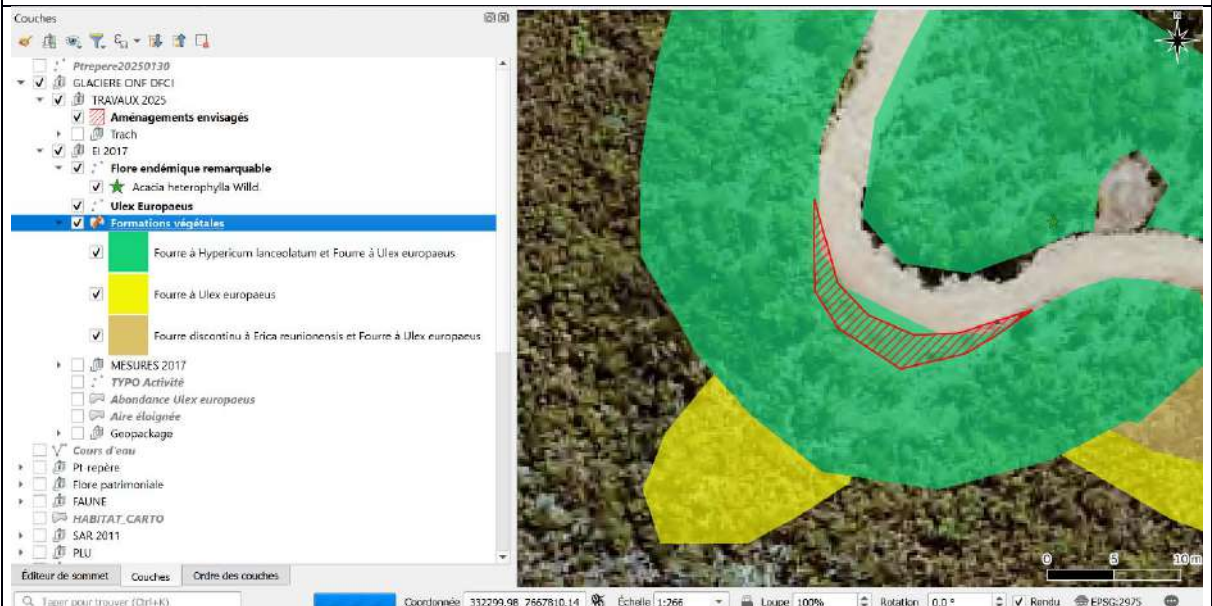 Couches
Ptrepere20250130
GLACIERE ONF DFCI
TRAVAUX 2025
Aménagements envisagés
Trach
EI 2017
Flore endémique remarquable
Acacia heterophylla Willd.
Ulex Europaeus
Formations végétales
Fourre à Hypericum lanceolatum et Fourre à Ulex europaeus
Fourre à Ulex europaeus
Fourre discontinu à Erica reunionensis et Fourre à Ulex europaeus
MESURES 2017
TYPO Activité
Abondance Ulex europaeus
Aire éloignée
Geopackage
Cours d'eau
Pt-repère
Flore patrimoniale
FAUNE
HABITAT_CARTO
SAR 2011
PLU
0 5 10 m
Éditeur de sommet Couches Ordre des couches
Taper pour trouver (Ctrl+K) Coordonnée 332299.98 7667810.14 Échelle 1:266 Loupe 100% Rotation 0.0 ° Rendu EPSG:2975